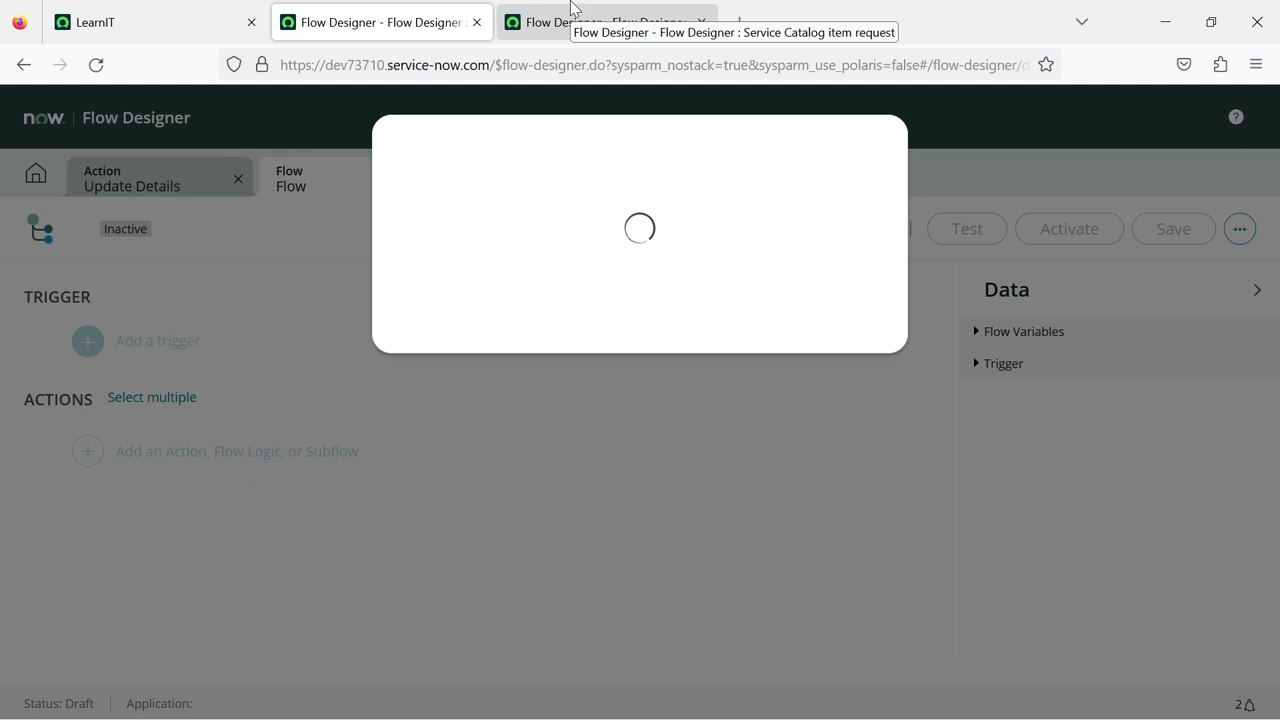 LearnIT
Flow Designer - Flow Designer :
Flow Designer - Flow Designer :
Flow Designer - Flow Designer : Service Catalog item request
https://dev73710.service-now.com/$flow-designer.do?sysparm_nostack=true&sysparm_use_polaris=false#/flow-designer/d
now. | Flow Designer
Action
Update Details
Flow
Flow
Inactive
Test
Activate
Save
TRIGGER
Add a trigger
ACTIONS Select multiple
Add an Action, Flow Logic, or Subflow
Data
Flow Variables
Trigger
Status: Draft
Application:
2